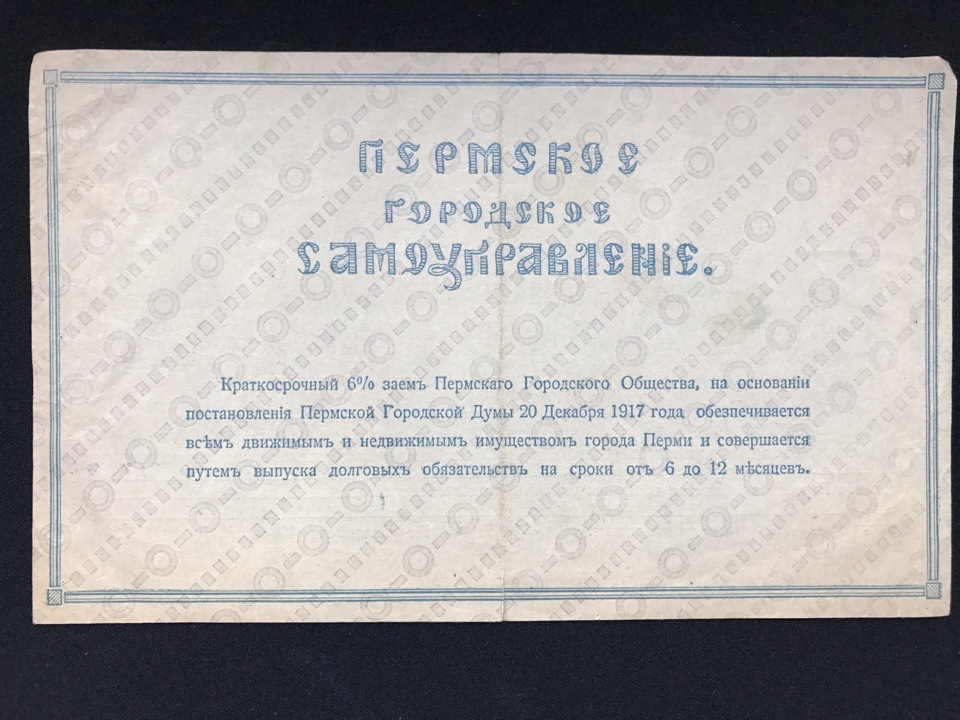 ПЕРМСКОЕ
ГОРОДСКОЕ
САМОУПРАВЛЕНІЕ.
Краткосрочный 6% заемъ Пермскаго Городского Общества, на основаніи
постановленія Пермской Городской Думы 20 Декабря 1917 года обезпечивается
всѣмъ движимымъ и недвижимымъ имуществомъ города Перми и совершается
путемъ выпуска долговыхъ обязательствъ на сроки отъ 6 до 12 мѣсяцевъ.